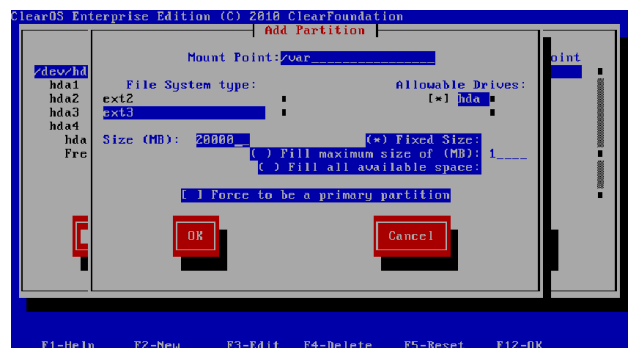 ClearOS Enterprise Edition (C) 2010 ClearFoundation
Add Partition
Mount Point:/var________________
oint
/dev/hd
hda1
hda2
hda3
hda4
hda
Fre
File System type:
Allowable Drives:
ext2
[*] hda
ext3
Size (MB): 20000__
(*) Fixed Size:
( ) Fill maximum size of (MB): 1____
( ) Fill all available space:
[ ] Force to be a primary partition
OK
Cancel
F1-Help F2-New F3-Edit F4-Delete F5-Reset F12-OK